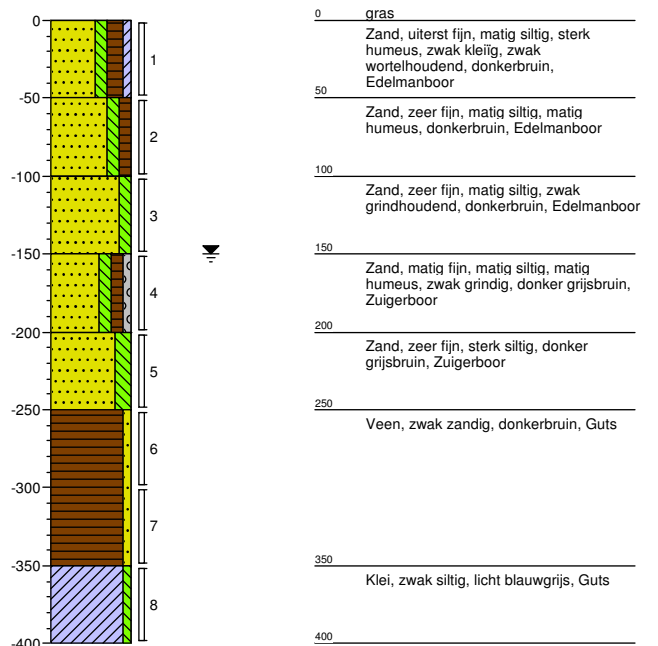 0
0
gras
Zand, uiterst fijn, matig siltig, sterk
humeus, zwak kleiïg, zwak
wortelhoudend, donkerbruin,
Edelmanboor
1
-50
50
Zand, zeer fijn, matig siltig, matig
humeus, donkerbruin, Edelmanboor
2
-100
100
Zand, zeer fijn, matig siltig, zwak
grindhoudend, donkerbruin, Edelmanboor
3
-150
150
Zand, matig fijn, matig siltig, matig
humeus, zwak grindig, donker grijsbruin,
Zuigerboor
4
-200
200
Zand, zeer fijn, sterk siltig, donker
grijsbruin, Zuigerboor
5
-250
250
Veen, zwak zandig, donkerbruin, Guts
6
-300
7
-350
350
Klei, zwak siltig, licht blauwgrijs, Guts
8
-400
400